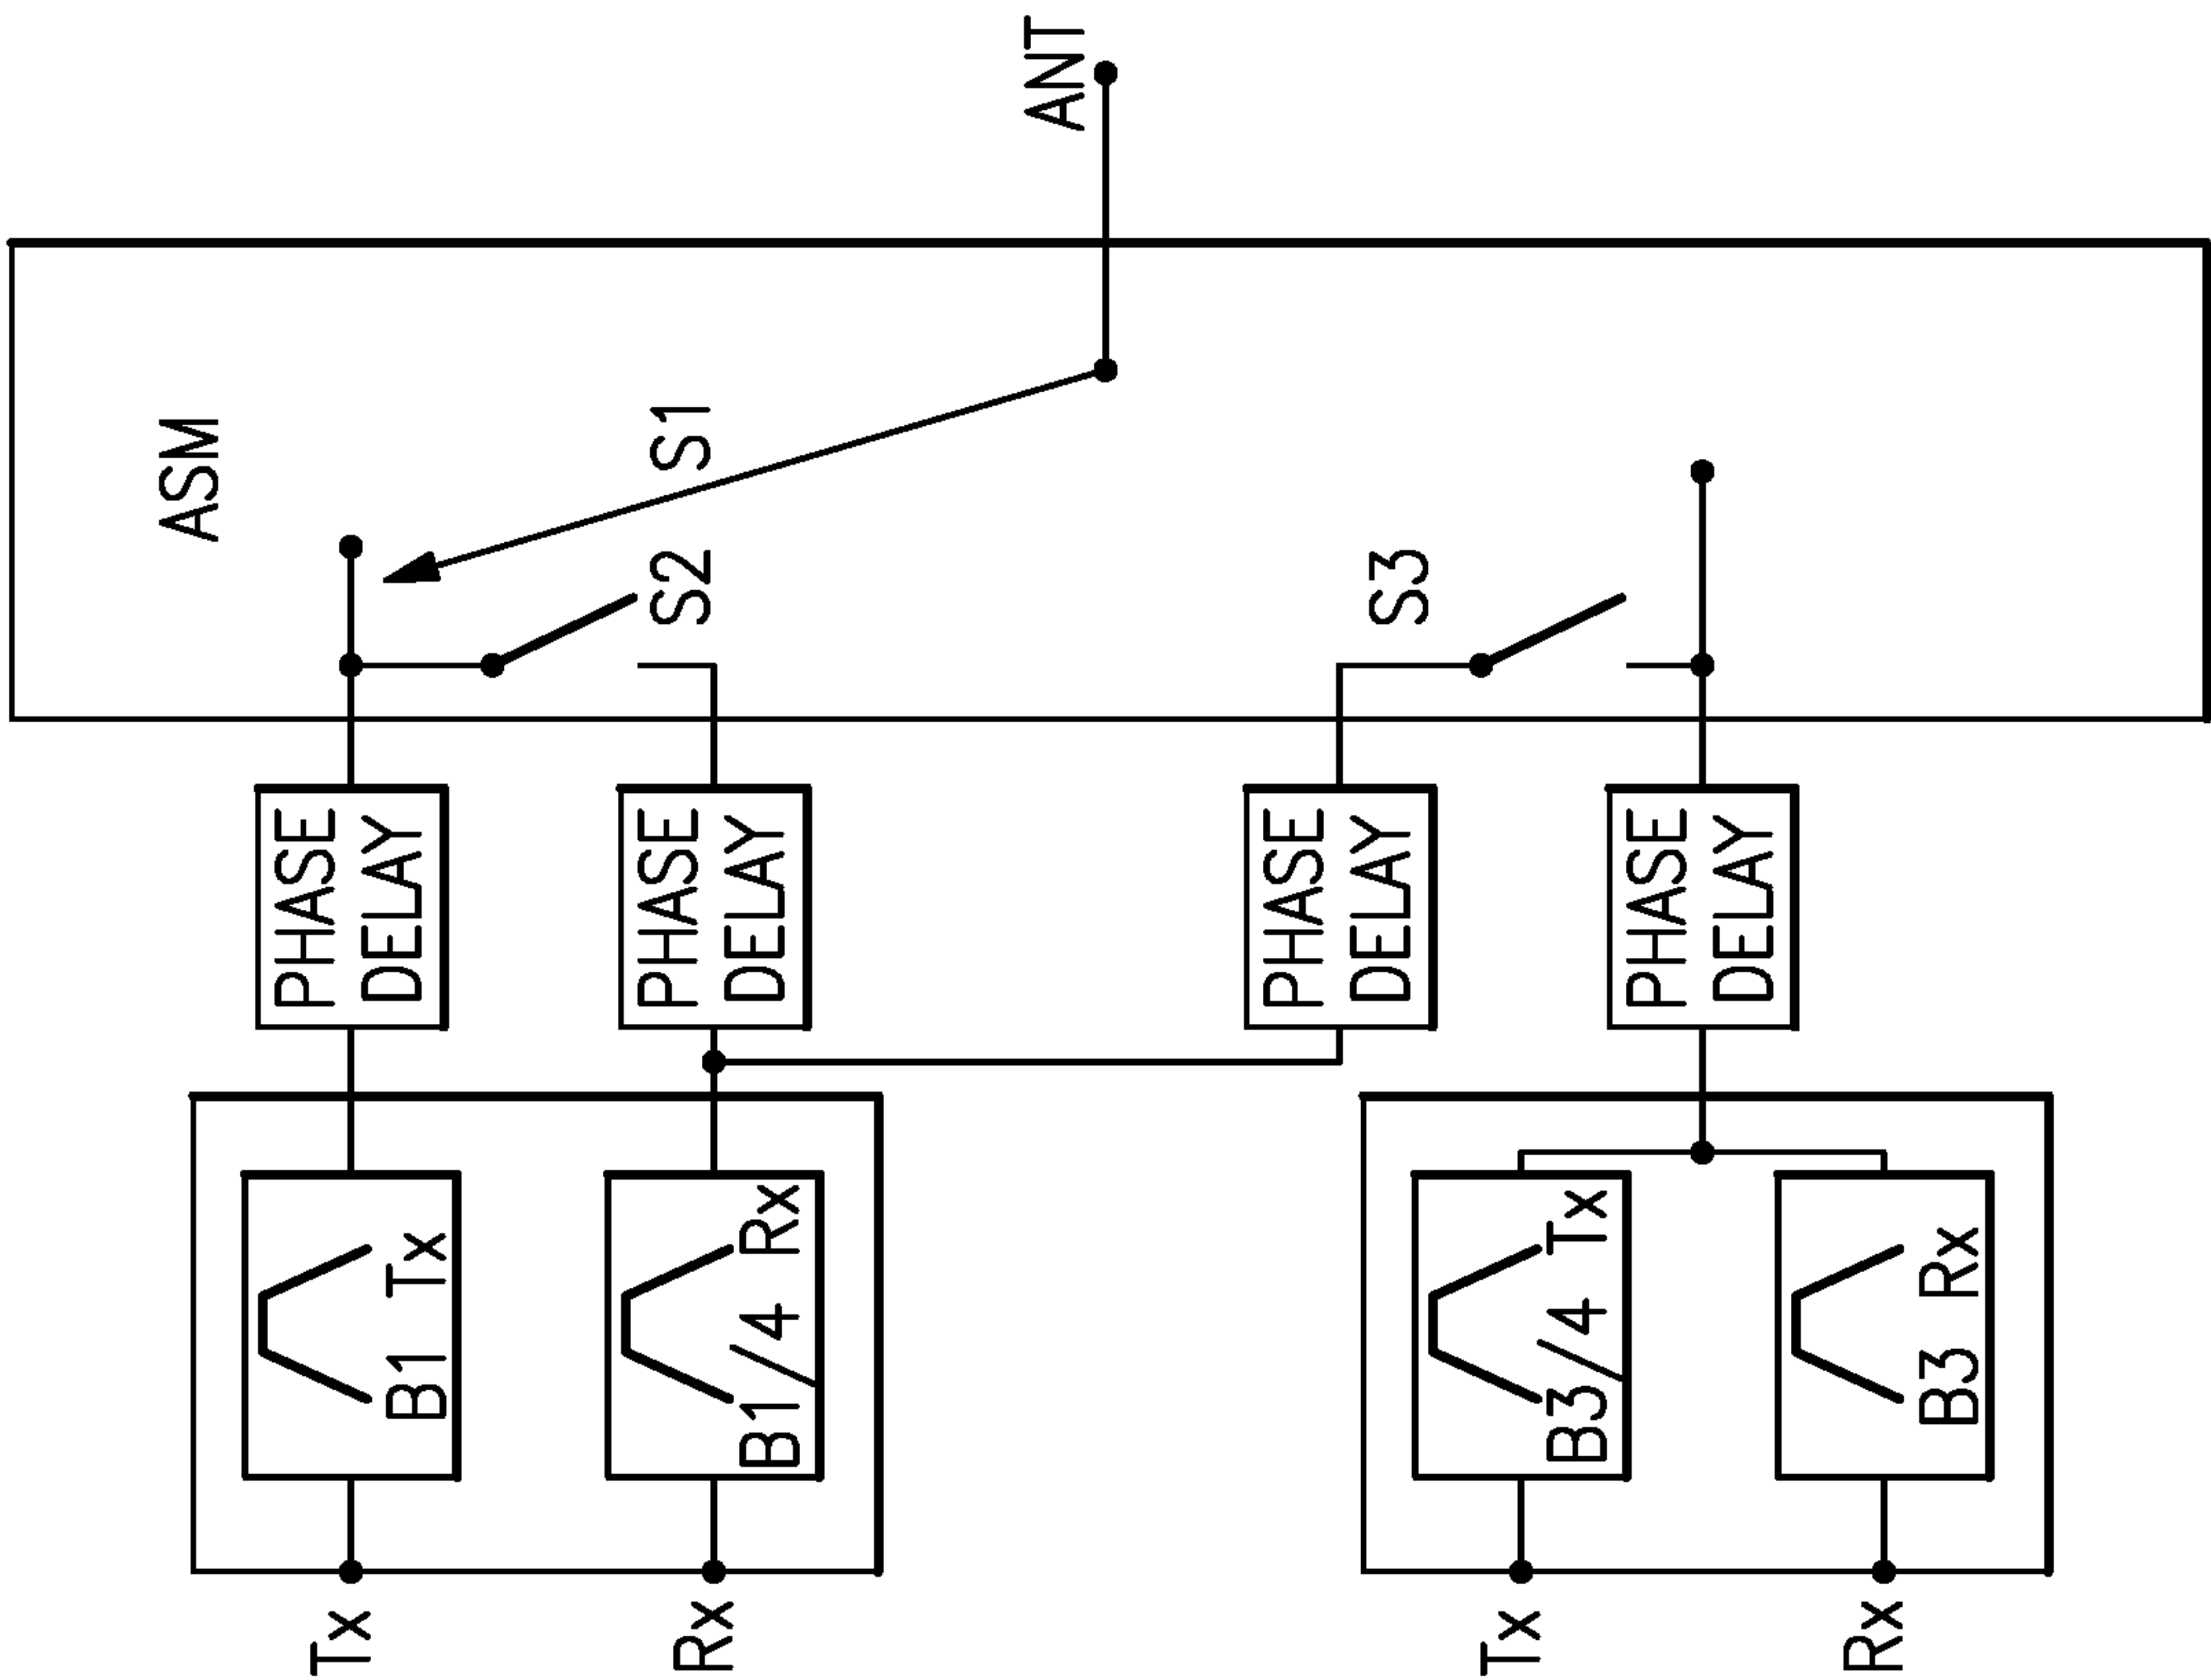 ANT
ASM
S1
S2
S3
PHASE
DELAY
PHASE
DELAY
PHASE
DELAY
PHASE
DELAY
B1 Tx
B1/4 Rx
B3/4 Tx
B3 Rx
Tx
Rx
Tx
Rx